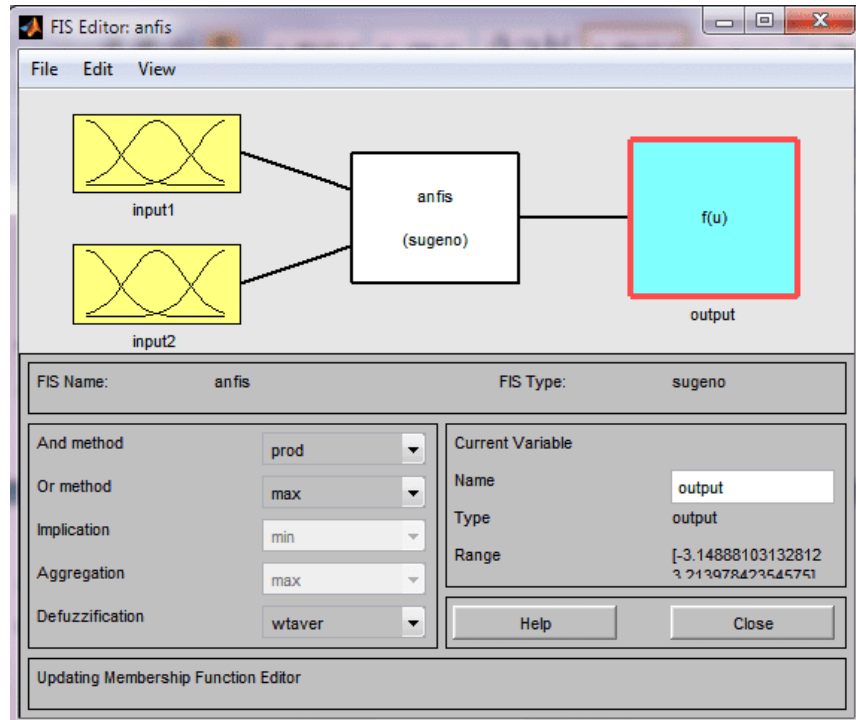 FIS Editor: anfis
File Edit View
input1
input2
anfis
(sugeno)
f(u)
output
FIS Name: anfis FIS Type: sugeno
And method prod
Or method max
Implication min
Aggregation max
Defuzzification wtaver
Current Variable
Name output
Type output
Range [-3.14888103132812
3.21397842354575]
Help Close
Updating Membership Function Editor